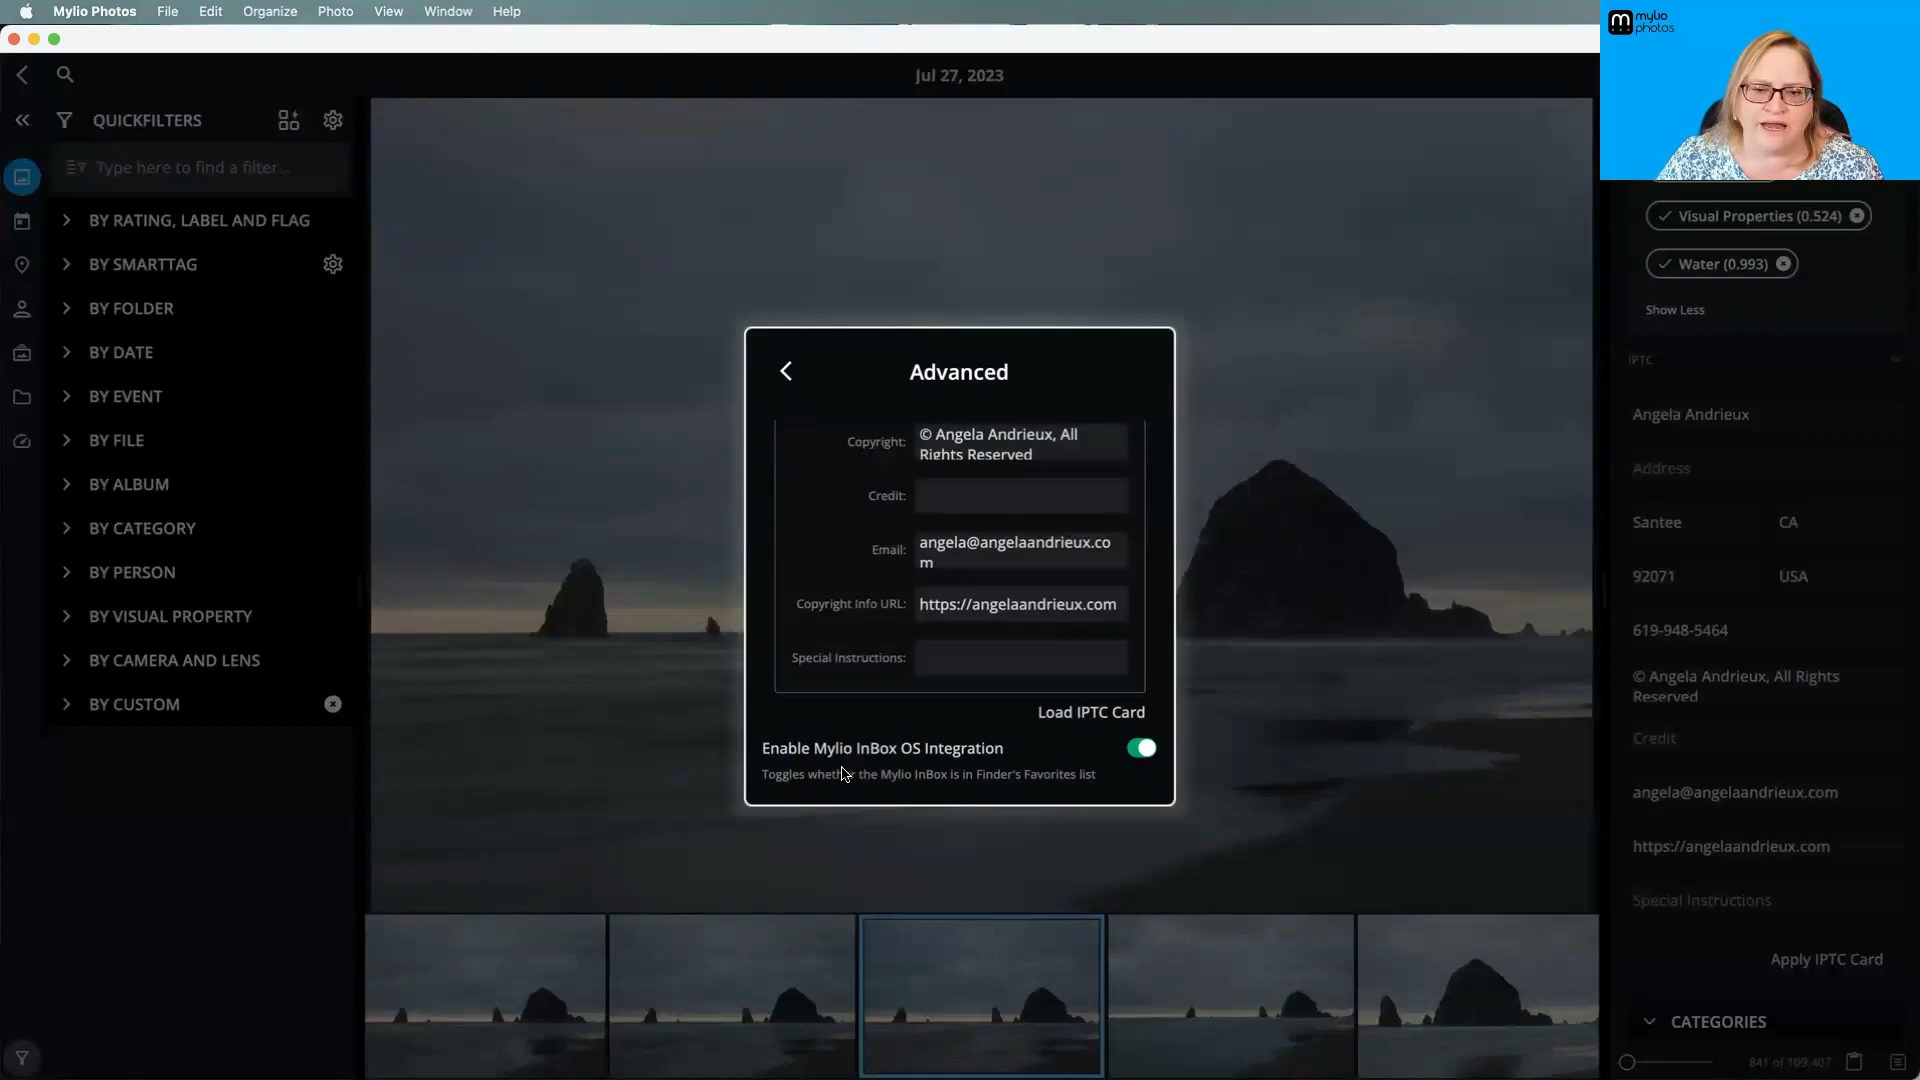 Mylio Photos File Edit Organize Photo View Window Help
mylio
photos
Jul 27, 2023
QUICKFILTERS
Type here to find a filter...
BY RATING, LABEL AND FLAG
BY SMARTTAG
BY FOLDER
BY DATE
BY EVENT
BY FILE
BY ALBUM
BY CATEGORY
BY PERSON
BY VISUAL PROPERTY
BY CAMERA AND LENS
BY CUSTOM
Advanced
Copyright: © Angela Andrieux, All
Rights Reserved
Credit:
Email: angela@angelaandrieux.co
m
Copyright Info URL: https://angelaandrieux.com
Special Instructions:
Load IPTC Card
Enable Mylio InBox OS Integration
Toggles whether the Mylio InBox is in Finder's Favorites list
Visual Properties (0.524)
Water (0.993)
Show Less
IPTC
Angela Andrieux
Address
Santee CA
92071 USA
619-948-5464
© Angela Andrieux, All Rights
Reserved
Credit
angela@angelaandrieux.com
https://angelaandrieux.com
Special Instructions
Apply IPTC Card
CATEGORIES
841 of 109,407